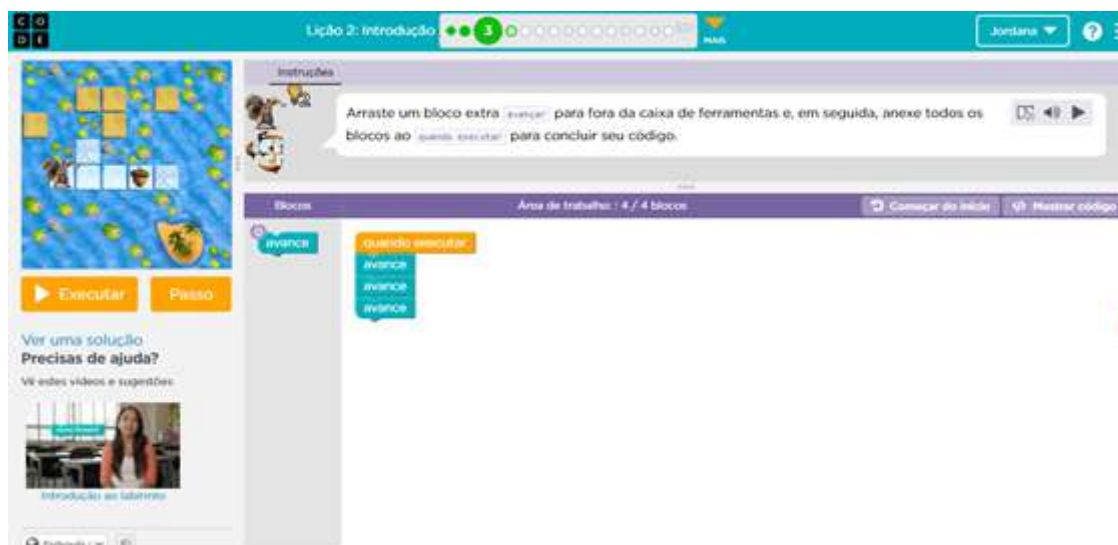 C O
D E
Lição 2: Introdução
3
MAIS
Jordana
?
Instruções
2
Arraste um bloco extra avançar para fora da caixa de ferramentas e, em seguida, anexe todos os
blocos ao quando executar para concluir seu código.
Blocos
Área de trabalho : 4 / 4 blocos
Começar do início
Mostrar código
avance
quando executar
avance
avance
avance
Executar
Passo
Ver uma solução
Precisas de ajuda?
Vê estes vídeos e sugestões
Introdução ao labirinto